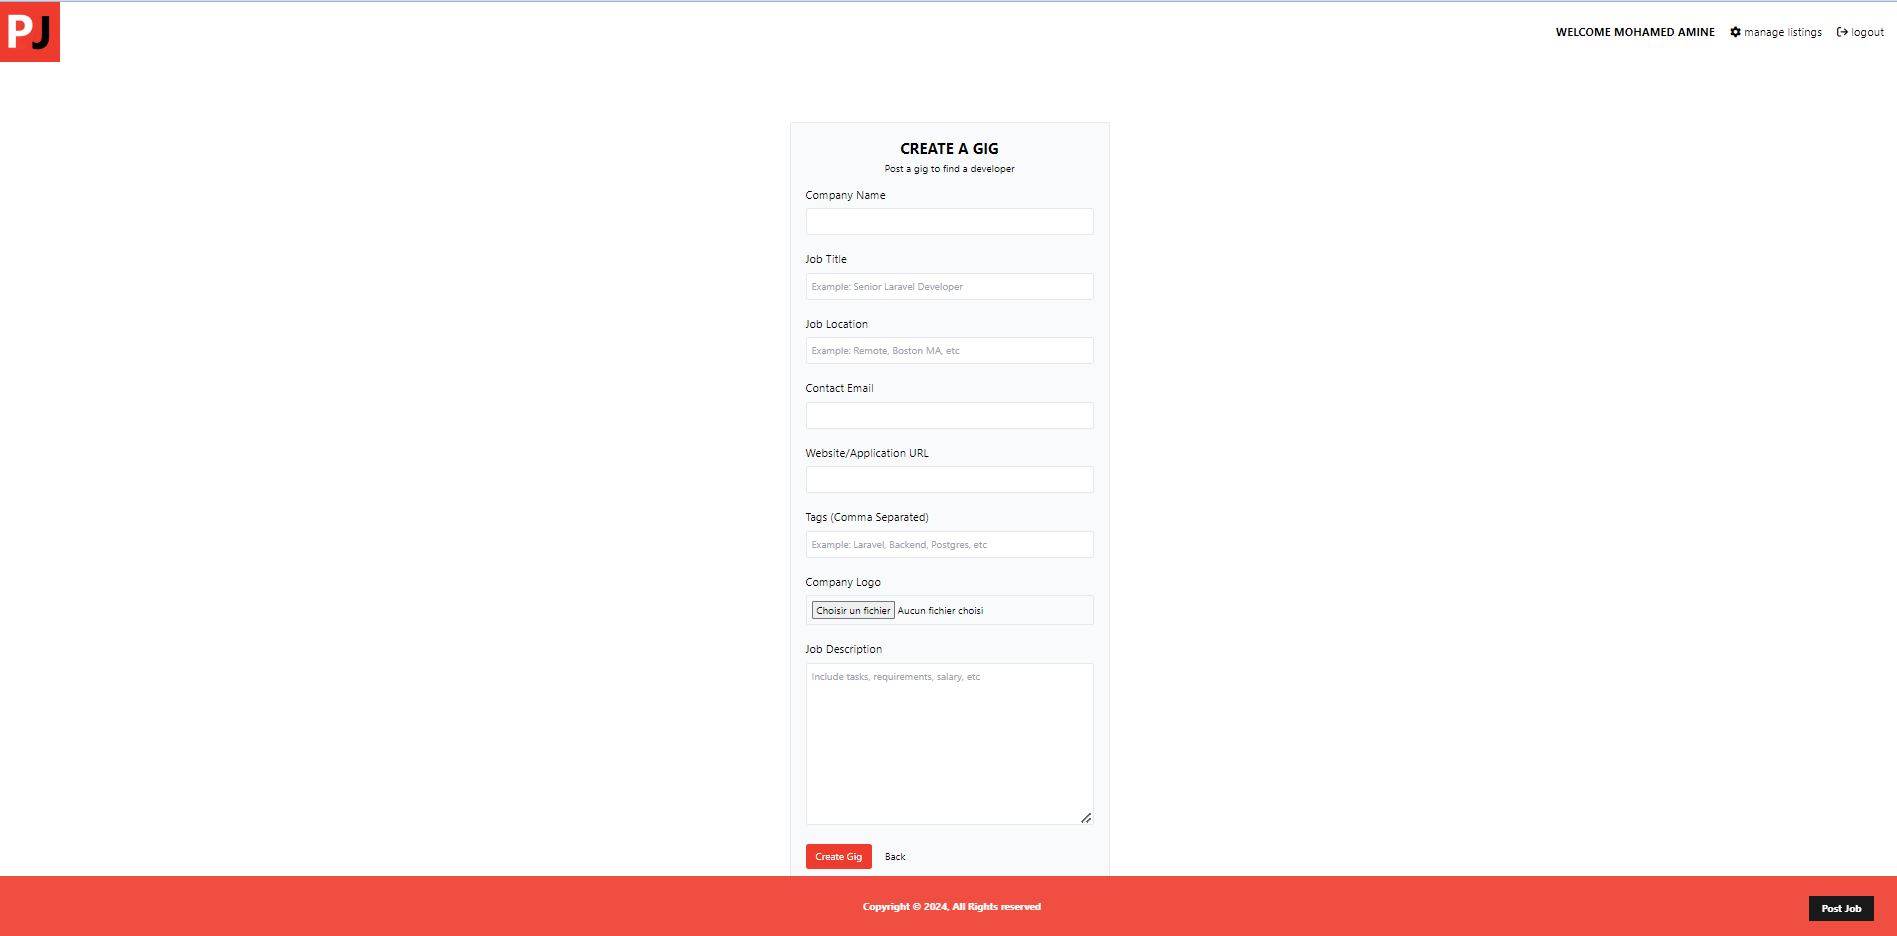 PJ
WELCOME MOHAMED AMINE manage listings logout
CREATE A GIG
Post a gig to find a developer
Company Name
Job Title
Example: Senior Laravel Developer
Job Location
Example: Remote, Boston MA, etc
Contact Email
Website/Application URL
Tags (Comma Separated)
Example: Laravel, Backend, Postgres, etc
Company Logo
Choisir un fichier Aucun fichier choisi
Job Description
Include tasks, requirements, salary, etc
Create Gig Back
Copyright © 2024, All Rights reserved
Post Job